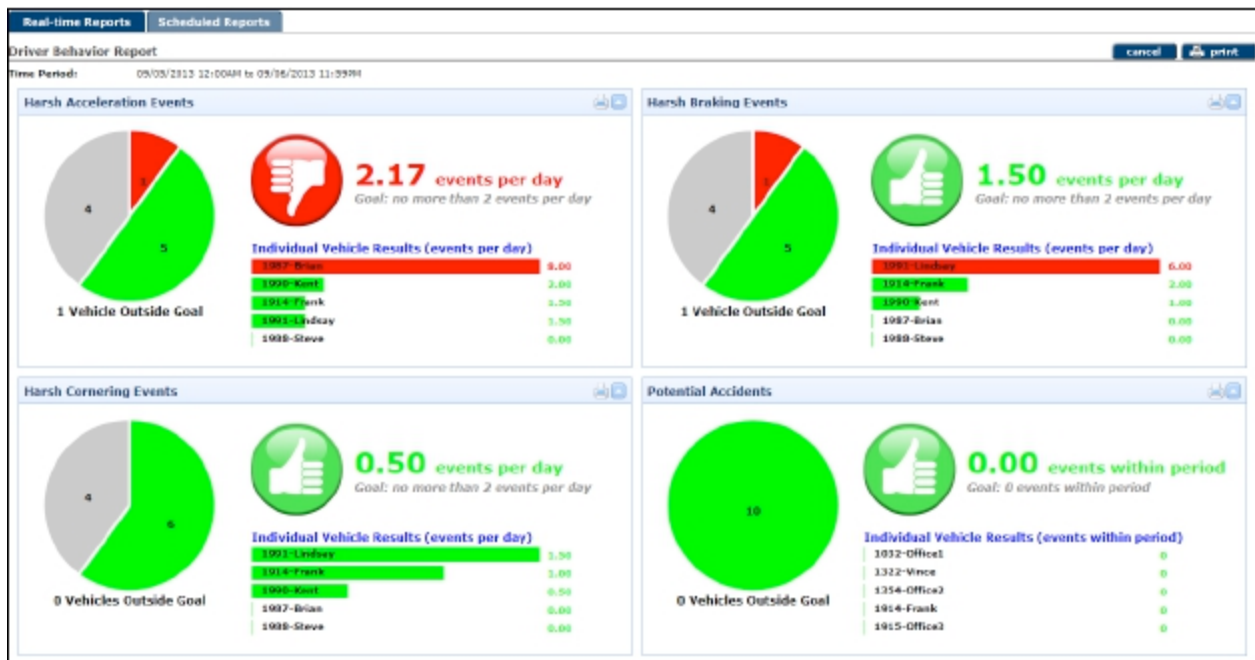 Real-time Reports
Scheduled Reports
Driver Behavior Report
cancel
print
Time Period:
12:00AM to 11:59PM
Harsh Acceleration Events
1
4
5
1 Vehicle Outside Goal
2.17 events per day
Goal: no more than 2 events per day
Individual Vehicle Results (events per day)
1987-Brian 8.00
1990-Kent 2.00
1914-Frank 1.50
1991-Lindsay 1.50
1988-Steve 0.00
Harsh Braking Events
1
4
5
1 Vehicle Outside Goal
1.50 events per day
Goal: no more than 2 events per day
Individual Vehicle Results (events per day)
1991-Lindsay 6.00
1914-Frank 2.00
1990-Kent 1.00
1987-Brian 0.00
1988-Steve 0.00
Harsh Cornering Events
4
6
0 Vehicles Outside Goal
0.50 events per day
Goal: no more than 2 events per day
Individual Vehicle Results (events per day)
1991-Lindsay 1.50
1914-Frank 1.00
1990-Kent 0.50
1987-Brian 0.00
1988-Steve 0.00
Potential Accidents
10
0 Vehicles Outside Goal
0.00 events within period
Goal: 0 events within period
Individual Vehicle Results (events within period)
1032-Office1 0
1322-Vince 0
1354-Office2 0
1914-Frank 0
1915-Office3 0